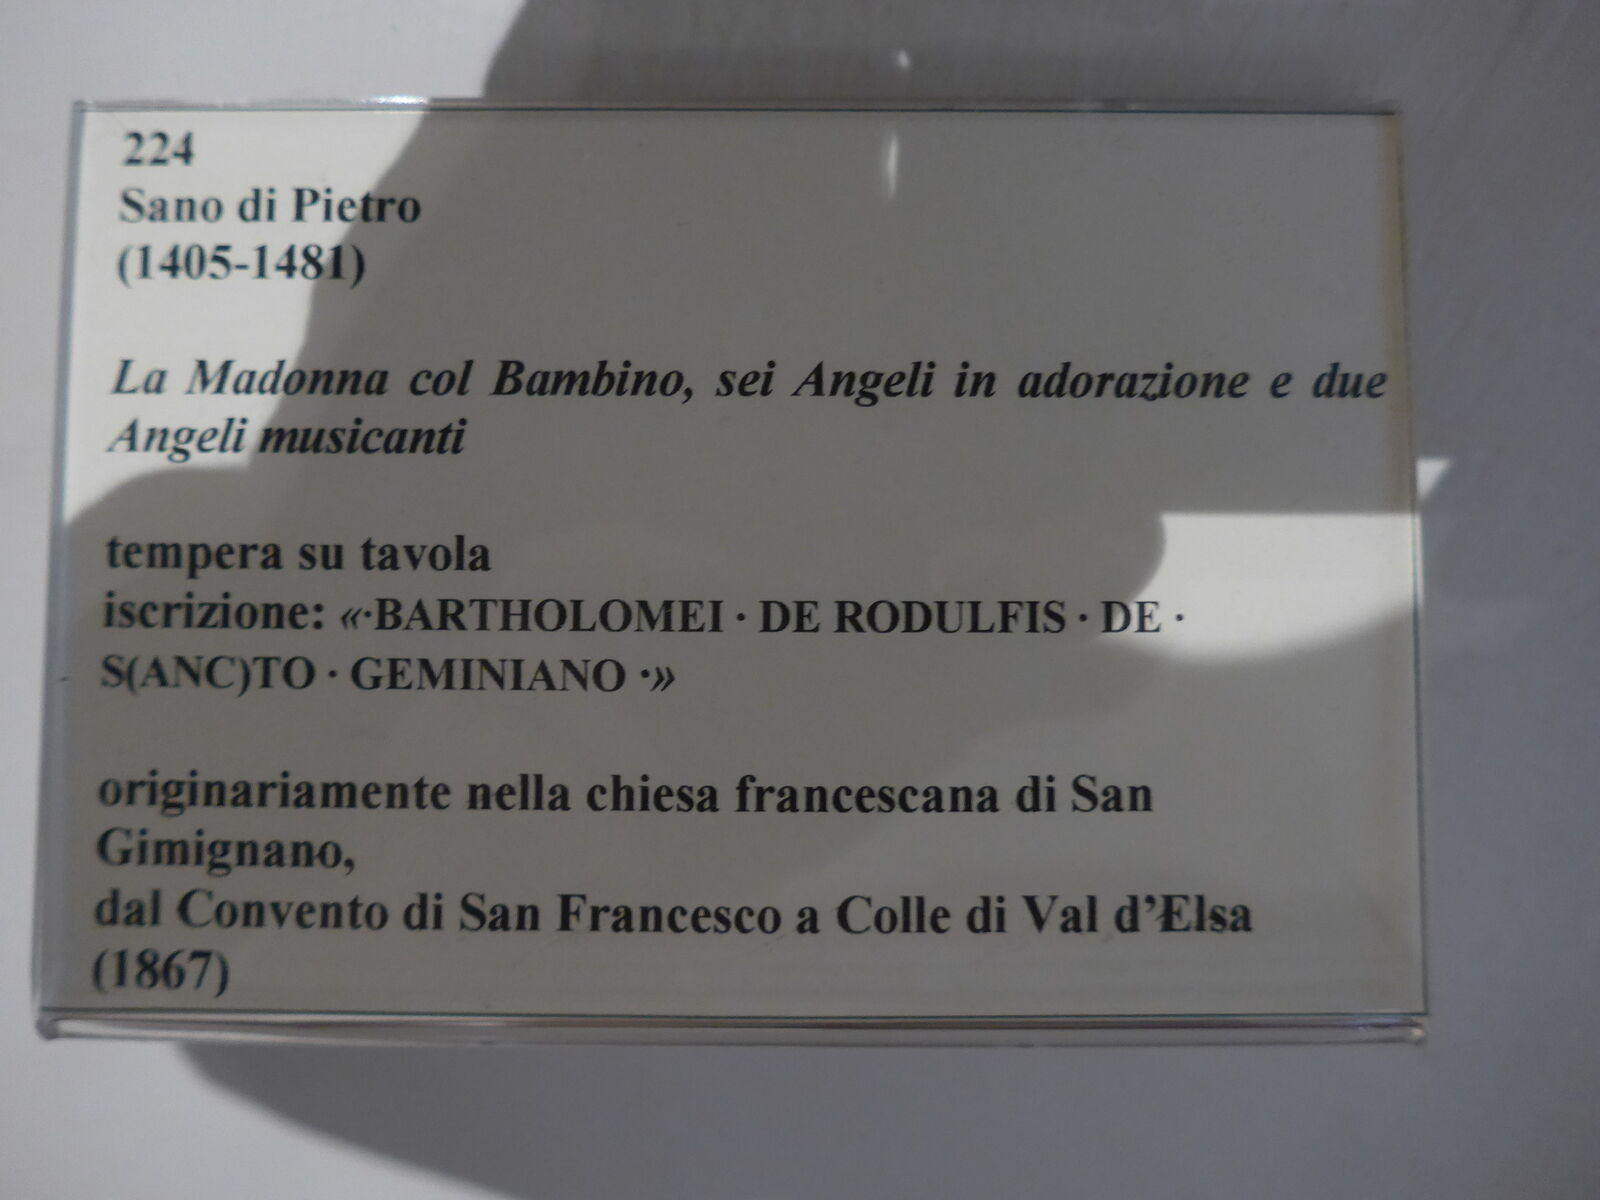 224
Sano di Pietro
(1405-1481)
La Madonna col Bambino, sei Angeli in adorazione e due
Angeli musicanti
tempera su tavola
iscrizione: «·BARTHOLOMEI · DE RODULFIS · DE ·
S(ANC)TO · GEMINIANO ·»
originariamente nella chiesa francescana di San
Gimignano,
dal Convento di San Francesco a Colle di Val d’Elsa
(1867)